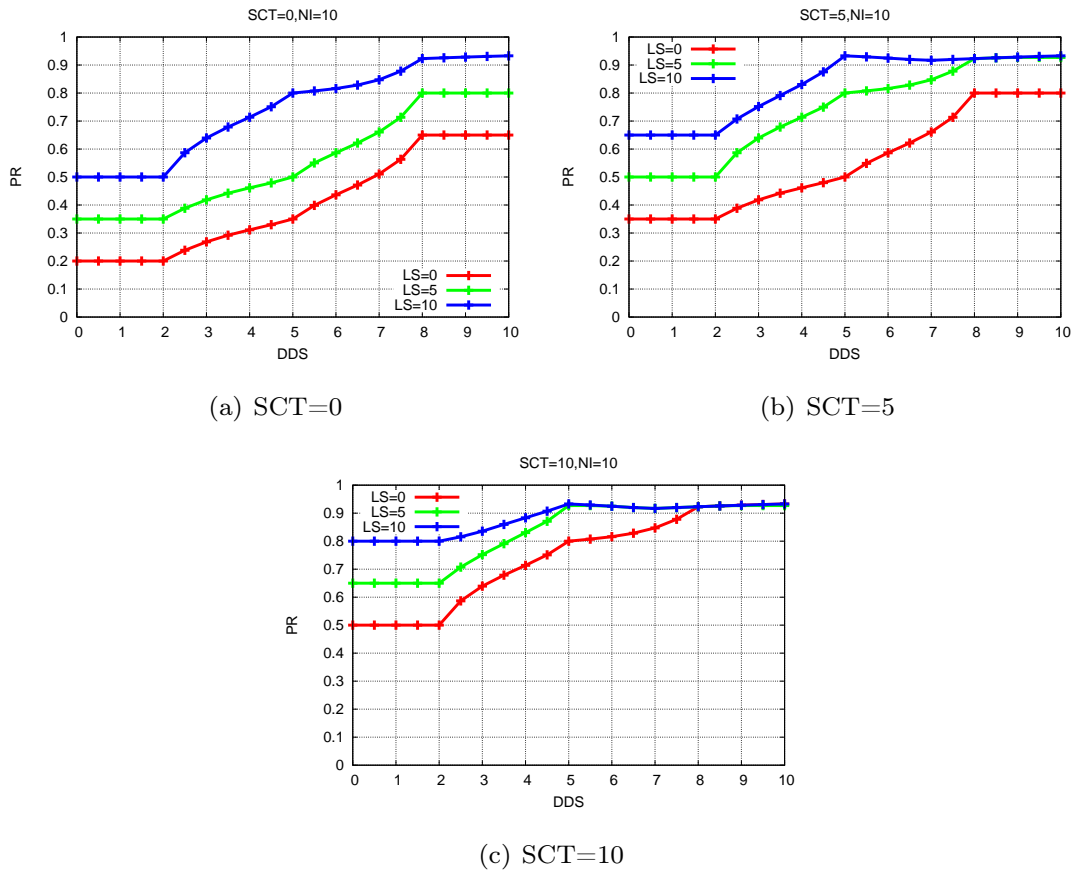 SCT=0,NI=10
1
0.9
0.8
0.7
0.6
0.5
0.4
0.3
0.2
0.1
0
PR
LS=0
LS=5
LS=10
0 1 2 3 4 5 6 7 8 9 10
DDS
(a) SCT=0
SCT=5,NI=10
1
0.9
0.8
0.7
0.6
0.5
0.4
0.3
0.2
0.1
0
PR
LS=0
LS=5
LS=10
0 1 2 3 4 5 6 7 8 9 10
DDS
(b) SCT=5
SCT=10,NI=10
1
0.9
0.8
0.7
0.6
0.5
0.4
0.3
0.2
0.1
0
PR
LS=0
LS=5
LS=10
0 1 2 3 4 5 6 7 8 9 10
DDS
(c) SCT=10